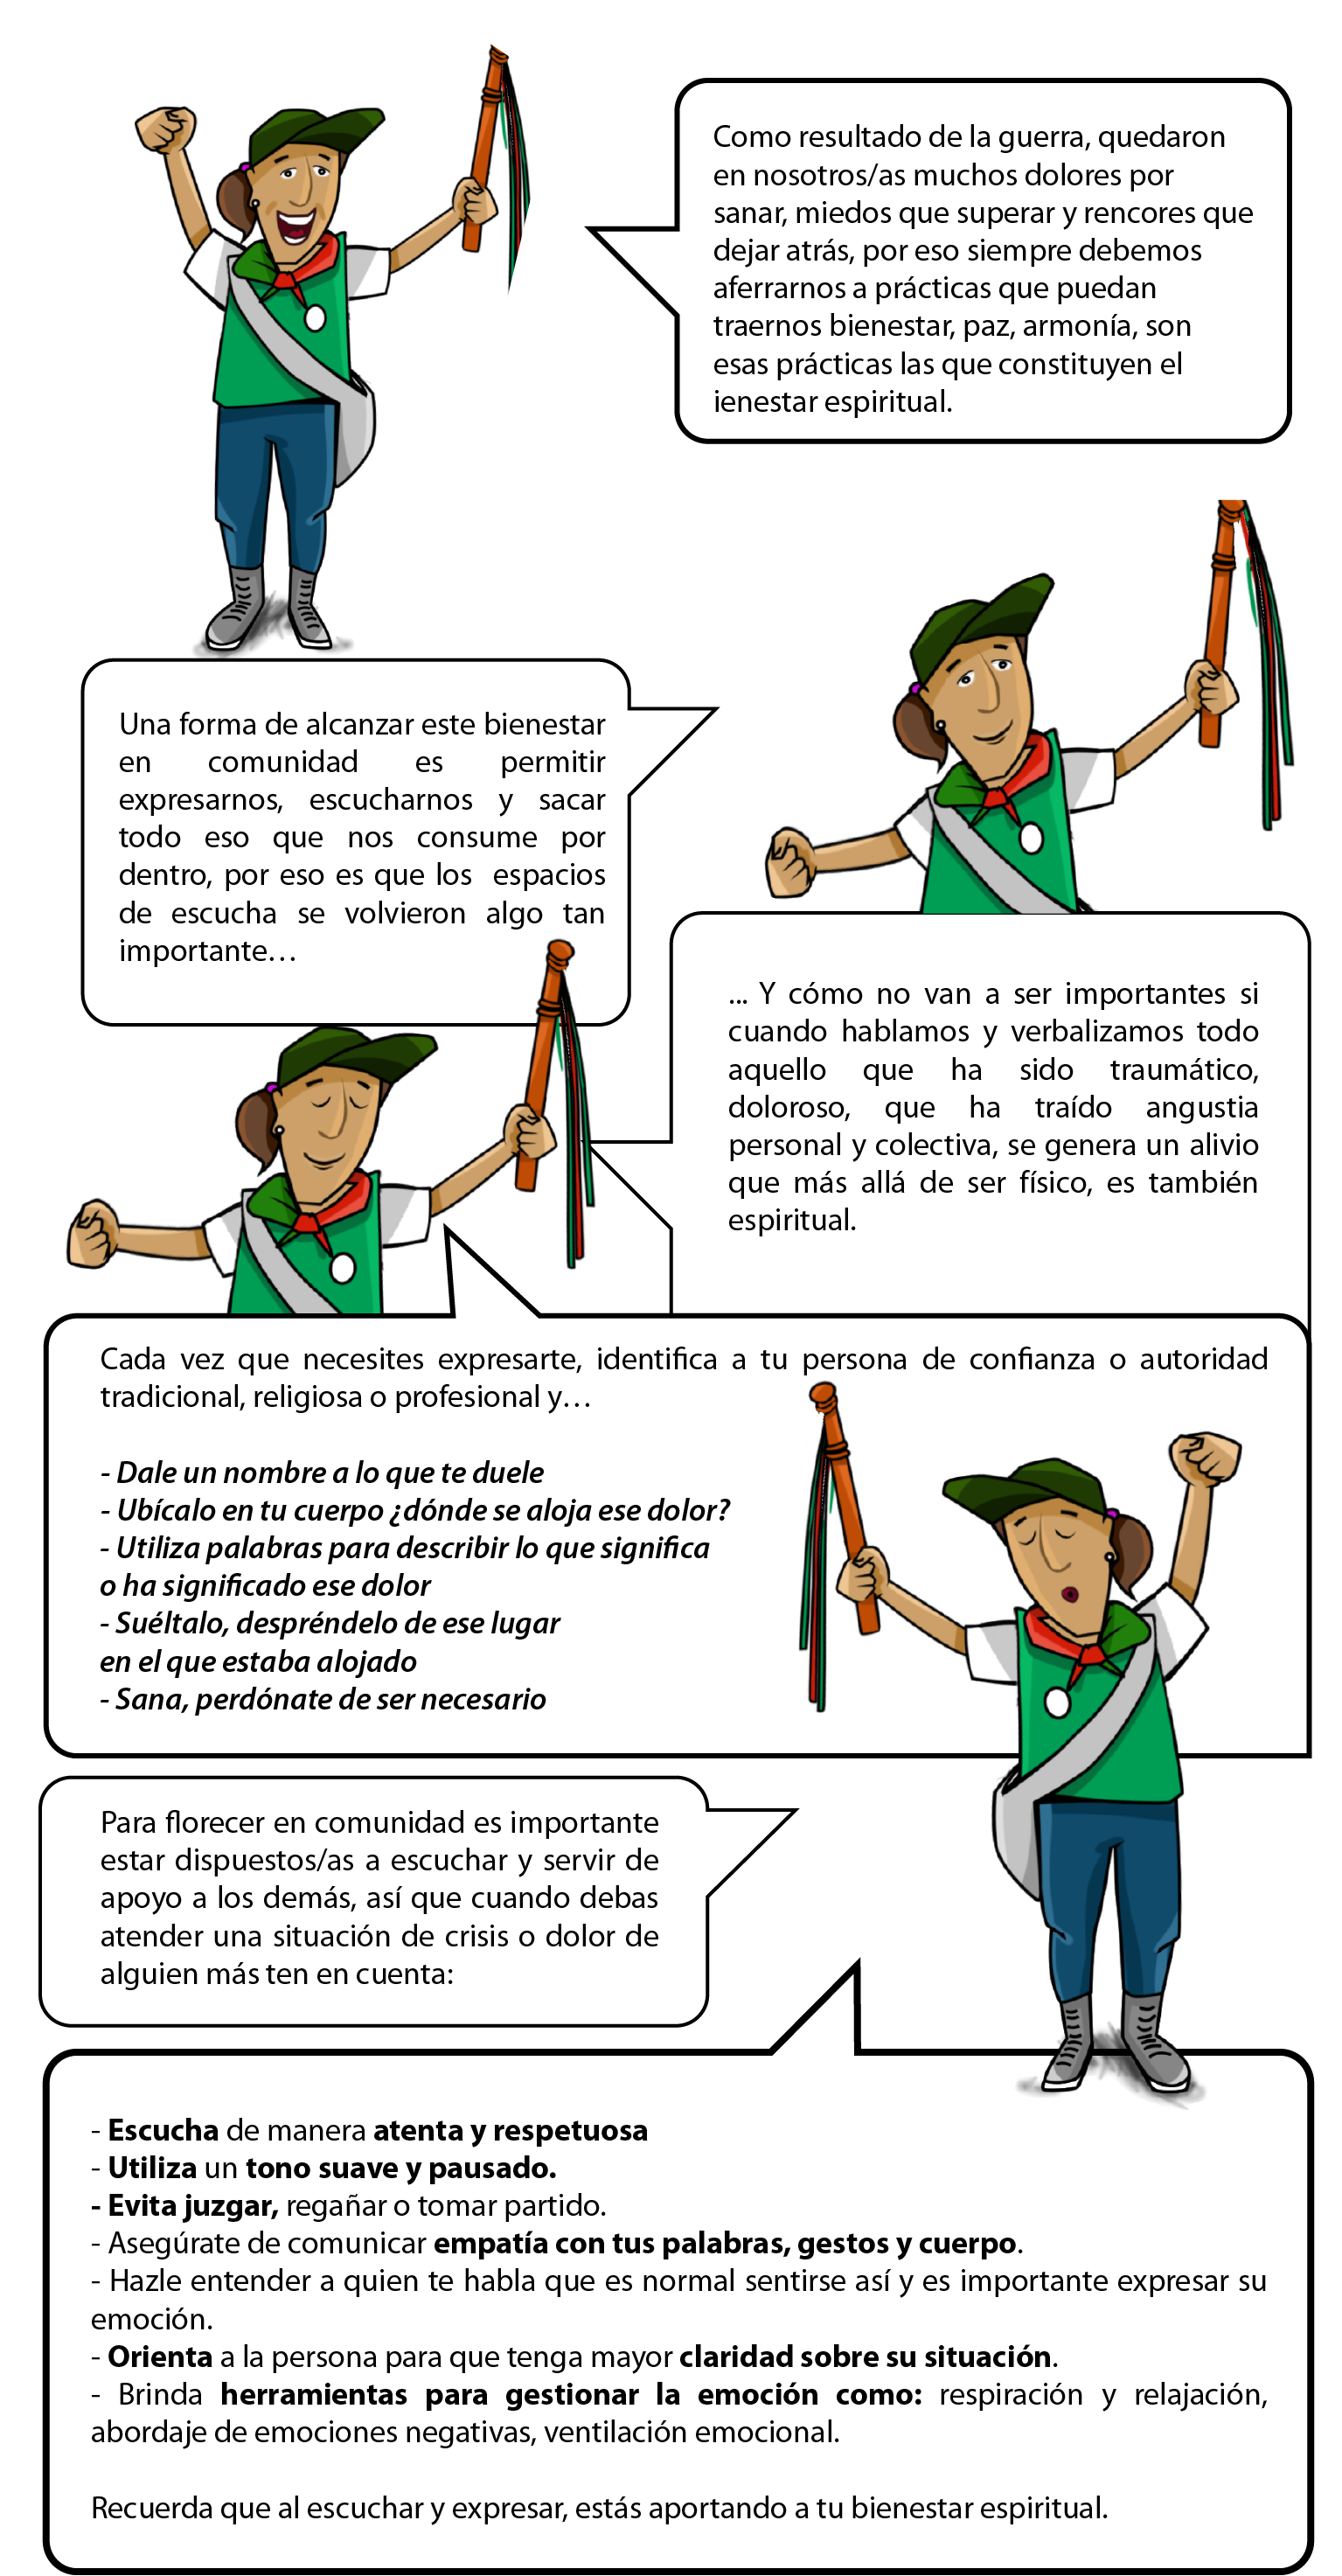 Como resultado de la guerra, quedaron
en nosotros/as muchos dolores por
sanar, miedos que superar y rencores que
dejar atrás, por eso siempre debemos
aferrarnos a prácticas que puedan
traernos bienestar, paz, armonía, son
esas prácticas las que constituyen el
ienestar espiritual.
Una forma de alcanzar este bienestar
en comunidad es permitir
expresarnos, escucharnos y sacar
todo eso que nos consume por
dentro, por eso es que los espacios
de escucha se volvieron algo tan
importante…
... Y cómo no van a ser importantes si
cuando hablamos y verbalizamos todo
aquello que ha sido traumático,
doloroso, que ha traído angustia
personal y colectiva, se genera un alivio
que más allá de ser físico, es también
espiritual.
Cada vez que necesites expresarte, identifica a tu persona de confianza o autoridad
tradicional, religiosa o profesional y…
- Dale un nombre a lo que te duele
- Ubícalo en tu cuerpo ¿dónde se aloja ese dolor?
- Utiliza palabras para describir lo que significa
o ha significado ese dolor
- Suéltalo, despréndelo de ese lugar
en el que estaba alojado
- Sana, perdónate de ser necesario
Para florecer en comunidad es importante
estar dispuestos/as a escuchar y servir de
apoyo a los demás, así que cuando debas
atender una situación de crisis o dolor de
alguien más ten en cuenta:
- Escucha de manera atenta y respetuosa
- Utiliza un tono suave y pausado.
- Evita juzgar, regañar o tomar partido.
- Asegúrate de comunicar empatía con tus palabras, gestos y cuerpo.
- Hazle entender a quien te habla que es normal sentirse así y es importante expresar su
emoción.
- Orienta a la persona para que tenga mayor claridad sobre su situación.
- Brinda herramientas para gestionar la emoción como: respiración y relajación,
abordaje de emociones negativas, ventilación emocional.
Recuerda que al escuchar y expresar, estás aportando a tu bienestar espiritual.